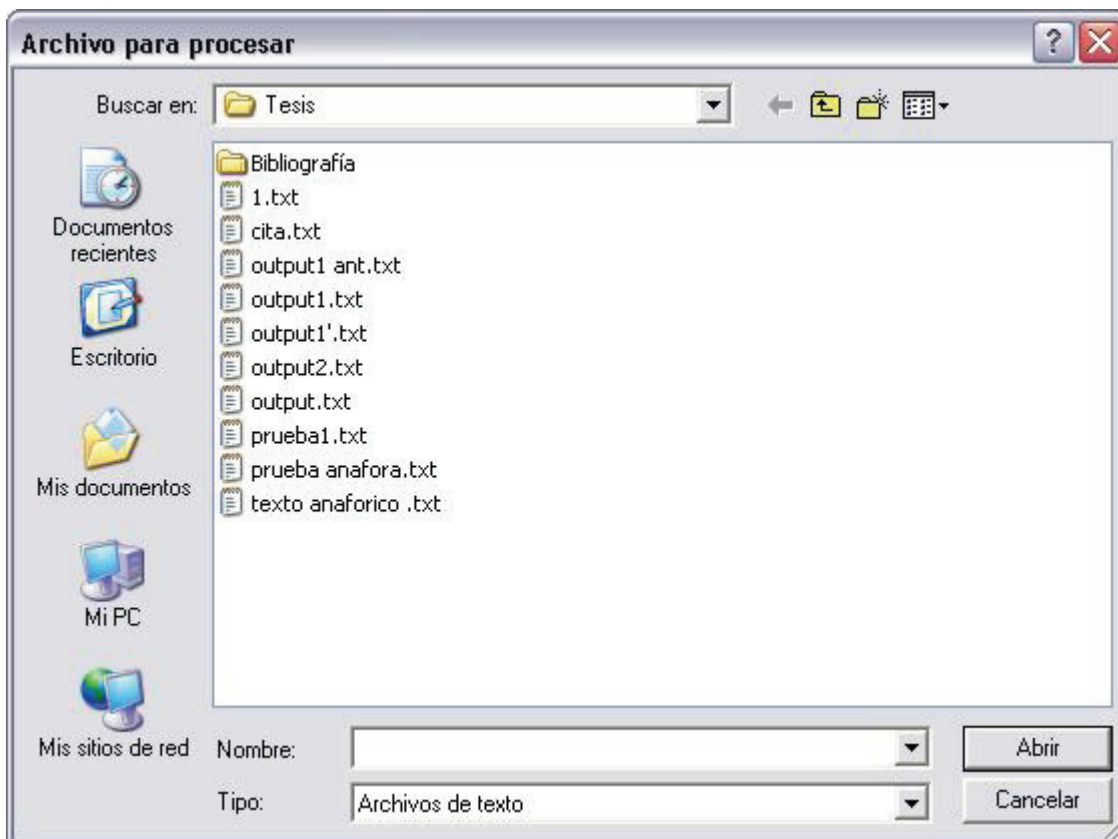 Archivo para procesar
Buscar en: Tesis
Documentos recientes
Escritorio
Mis documentos
Mi PC
Mis sitios de red
Bibliografía
1.txt
cita.txt
output1 ant.txt
output1.txt
output1'.txt
output2.txt
output.txt
prueba1.txt
prueba anafora.txt
texto anaforico .txt
Nombre:
Abrir
Tipo: Archivos de texto
Cancelar